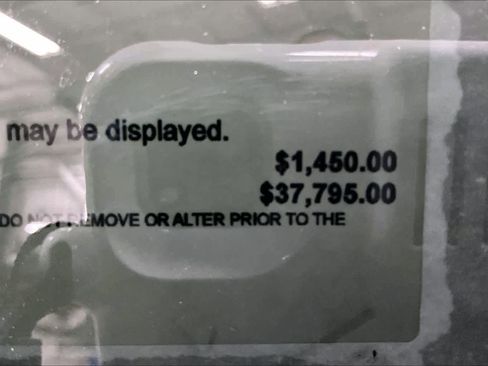 may be displayed.
$1,450.00
$37,795.00
DO NOT REMOVE OR ALTER PRIOR TO THE